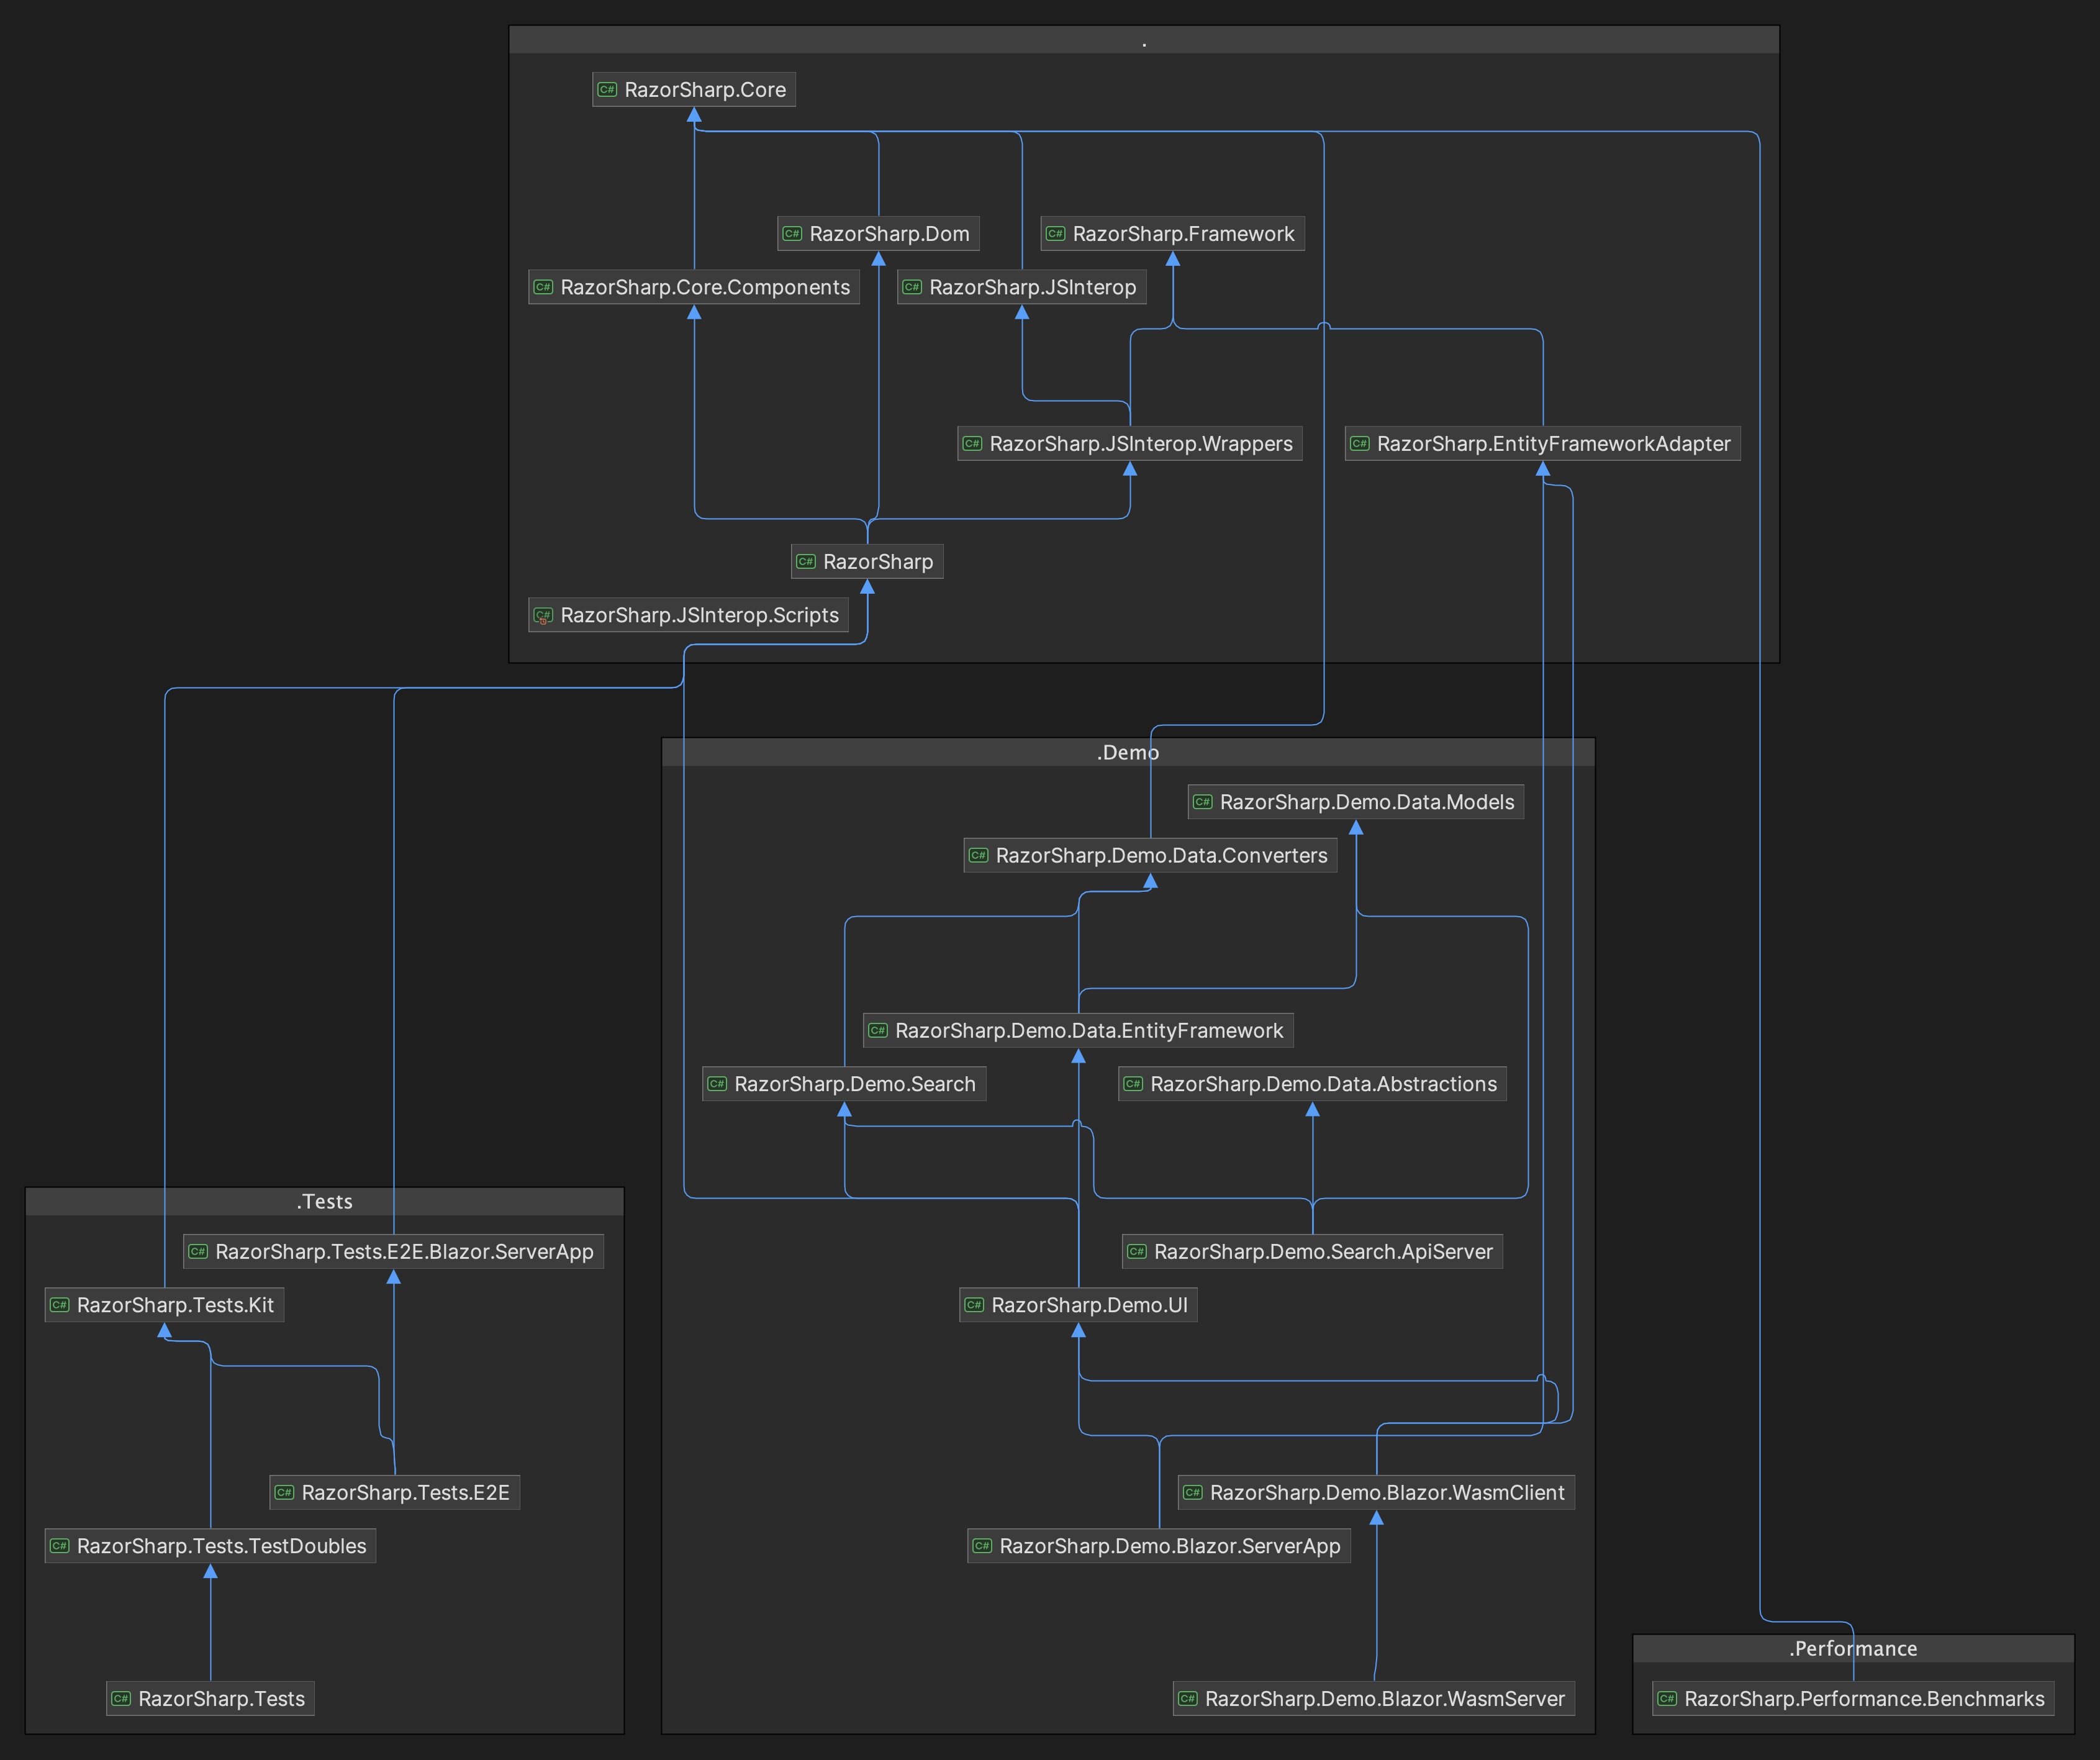 .
RazorSharp.Core
RazorSharp.Dom
RazorSharp.Framework
RazorSharp.Core.Components
RazorSharp.JSInterop
RazorSharp.JSInterop.Wrappers
RazorSharp.EntityFrameworkAdapter
RazorSharp
RazorSharp.JSInterop.Scripts
.Demo
RazorSharp.Demo.Data.Models
RazorSharp.Demo.Data.Converters
RazorSharp.Demo.Data.EntityFramework
RazorSharp.Demo.Search
RazorSharp.Demo.Data.Abstractions
RazorSharp.Demo.Search.ApiServer
RazorSharp.Demo.UI
RazorSharp.Demo.Blazor.WasmClient
RazorSharp.Demo.Blazor.ServerApp
RazorSharp.Demo.Blazor.WasmServer
.Tests
RazorSharp.Tests.E2E.Blazor.ServerApp
RazorSharp.Tests.Kit
RazorSharp.Tests.E2E
RazorSharp.Tests.TestDoubles
RazorSharp.Tests
.Performance
RazorSharp.Performance.Benchmarks